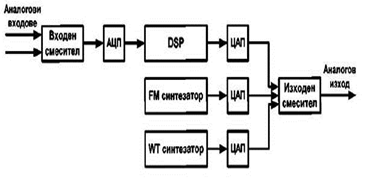 Аналогови
входове
Входен
смесител
АЦП
DSP
ЦАП
FM синтезатор
ЦАП
Изходен
смесител
Аналогов
изход
WT синтезатор
ЦАП